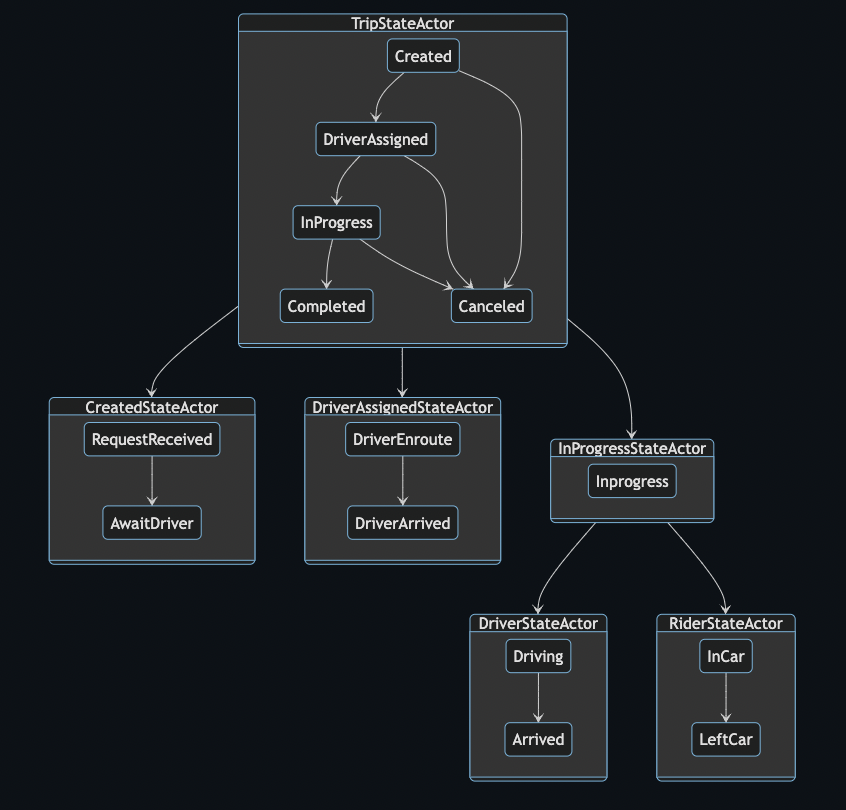 TripStateActor
Created
DriverAssigned
InProgress
Completed
Canceled
CreatedStateActor
RequestReceived
AwaitDriver
DriverAssignedStateActor
DriverEnroute
DriverArrived
InProgressStateActor
Inprogress
DriverStateActor
Driving
Arrived
RiderStateActor
InCar
LeftCar